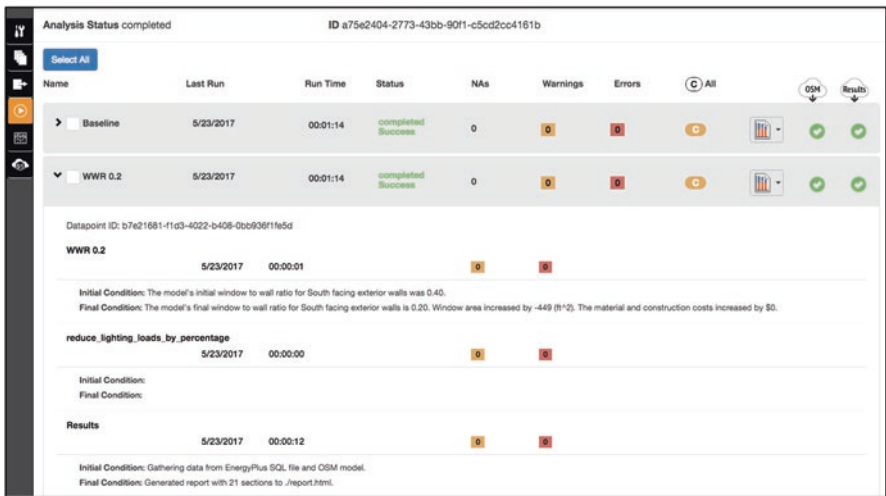 Analysis Status completed ID a75e2404-2773-43bb-90f1-c5cd2cc4161b
Select All
Name Last Run Run Time Status NAs Warnings Errors C All OSM Results
Baseline 5/23/2017 00:01:14 completed Success 0 0 0 C
WWR 0.2 5/23/2017 00:01:14 completed Success 0 0 0 C
Datapoint ID: b7e21681-f1d3-4022-b408-0bb936f1fe5d
WWR 0.2
5/23/2017 00:00:01 0 0
Initial Condition: The model's initial window to wall ratio for South facing exterior walls was 0.40.
Final Condition: The model's final window to wall ratio for South facing exterior walls is 0.20. Window area increased by -449 (ft^2). The material and construction costs increased by $0.
reduce_lighting_loads_by_percentage
5/23/2017 00:00:00 0 0
Initial Condition:
Final Condition:
Results
5/23/2017 00:00:12 0 0
Initial Condition: Gathering data from EnergyPlus SQL file and OSM model.
Final Condition: Generated report with 21 sections to ./report.html.